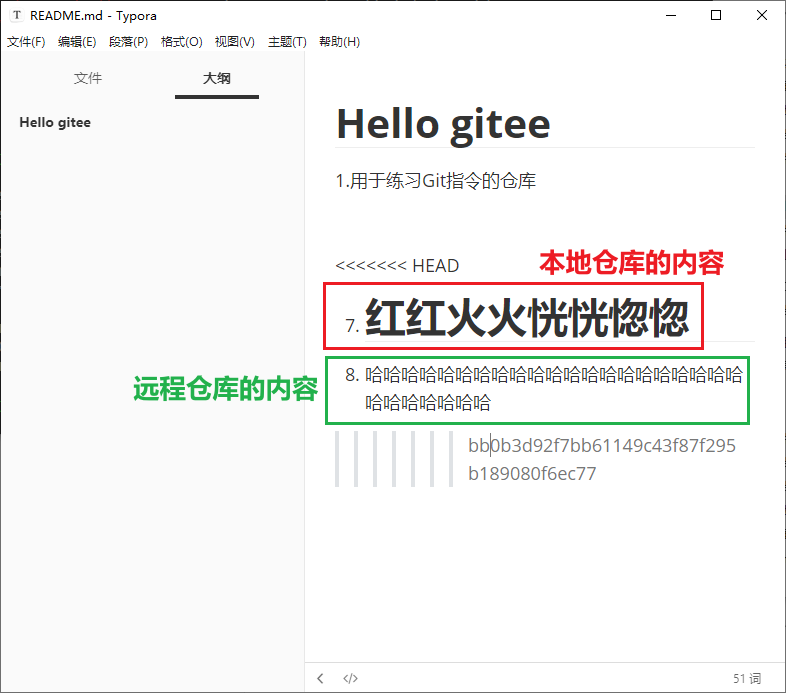 README.md - Typora
文件(F) 编辑(E) 段落(P) 格式(O) 视图(V) 主题(T) 帮助(H)
文件 大纲
Hello gitee
Hello gitee
1.用于练习Git指令的仓库
<<<<<<< HEAD
本地仓库的内容
7. 红红火火恍恍惚惚
远程仓库的内容
8. 哈哈哈哈哈哈哈哈哈哈哈哈哈哈哈哈哈哈哈哈哈
哈哈哈哈哈哈哈
bb0b3d92f7bb61149c43f87f295
b189080f6ec77
51 词